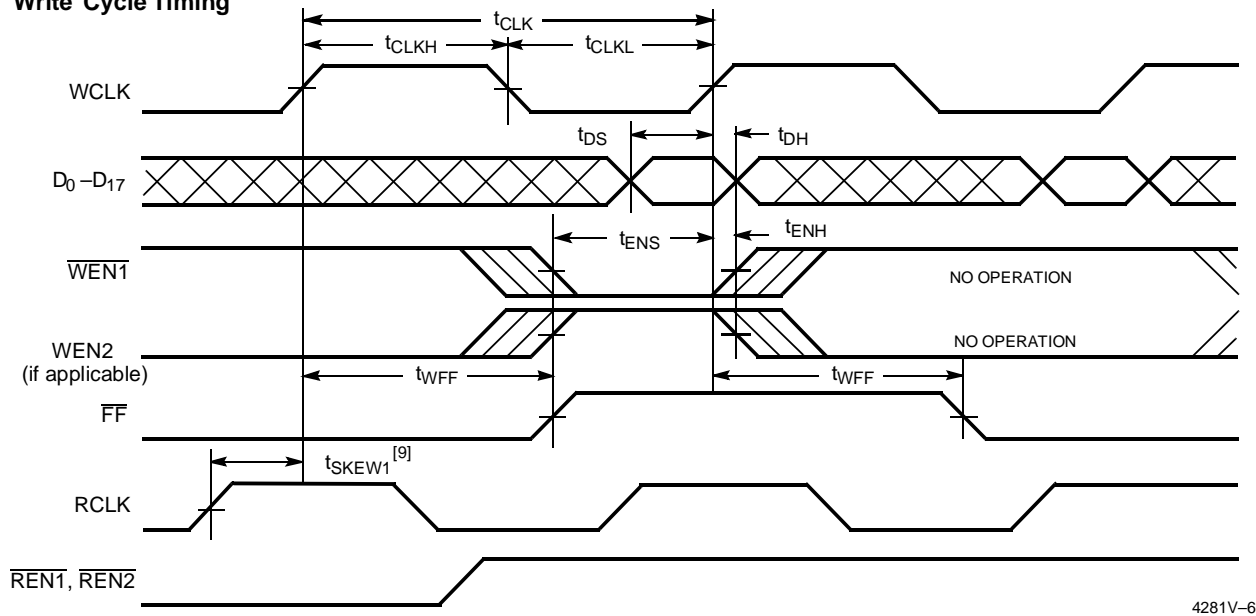 Write Cycle Timing
tCLK
tCLKH
tCLKL
WCLK
tDS
tDH
D0 –D17
tENS
tENH
WEN1
NO OPERATION
WEN2
(if applicable)
NO OPERATION
tWFF
tWFF
FF
tSKEW1[9]
RCLK
REN1, REN2
4281V–6